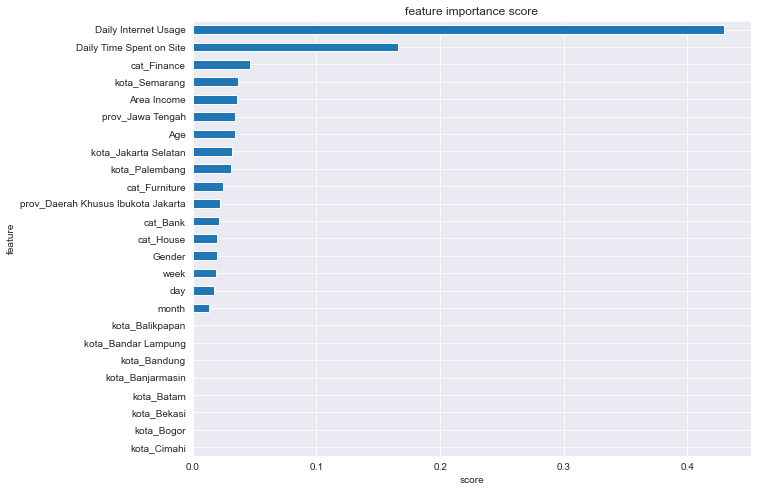 feature importance score
Daily Internet Usage
Daily Time Spent on Site
cat_Finance
kota_Semarang
Area Income
prov_Jawa Tengah
Age
kota_Jakarta Selatan
kota_Palembang
cat_Furniture
prov_Daerah Khusus Ibukota Jakarta
cat_Bank
cat_House
Gender
week
day
month
kota_Balikpapan
kota_Bandar Lampung
kota_Bandung
kota_Banjarmasin
kota_Batam
kota_Bekasi
kota_Bogor
kota_Cimahi
feature
0.0 0.1 0.2 0.3 0.4
score